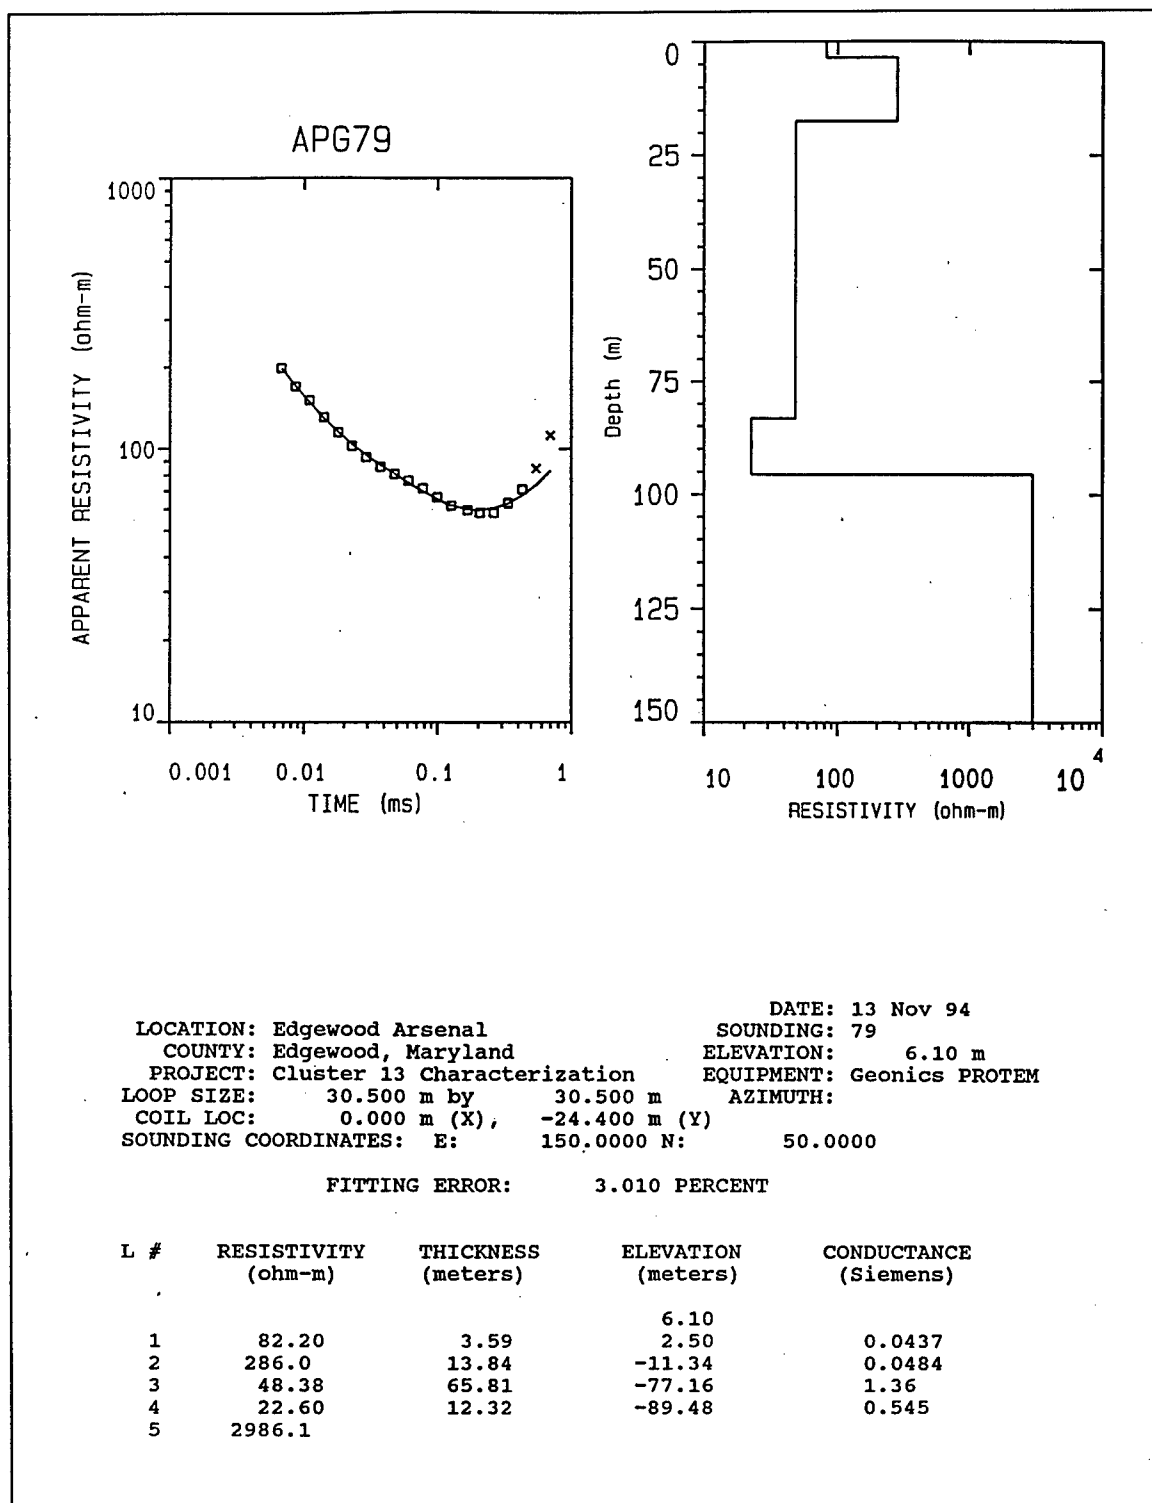 APG79
1000
100
10
APPARENT RESISTIVITY (ohm-m)
0.001 0.01 0.1 1
TIME (ms)
0
25
50
75
100
125
150
Depth (m)
10 100 1000 10 4
RESISTIVITY (ohm-m)
DATE: 13 Nov 94
LOCATION: Edgewood Arsenal SOUNDING: 79
COUNTY: Edgewood, Maryland ELEVATION: 6.10 m
PROJECT: Cluster 13 Characterization EQUIPMENT: Geonics PROTEM
LOOP SIZE: 30.500 m by 30.500 m AZIMUTH:
COIL LOC: 0.000 m (X), -24.400 m (Y)
SOUNDING COORDINATES: E: 150.0000 N: 50.0000
FITTING ERROR: 3.010 PERCENT
L # RESISTIVITY THICKNESS ELEVATION CONDUCTANCE
(ohm-m) (meters) (meters) (Siemens)
6.10
1 82.20 3.59 2.50 0.0437
2 286.0 13.84 -11.34 0.0484
3 48.38 65.81 -77.16 1.36
4 22.60 12.32 -89.48 0.545
5 2986.1